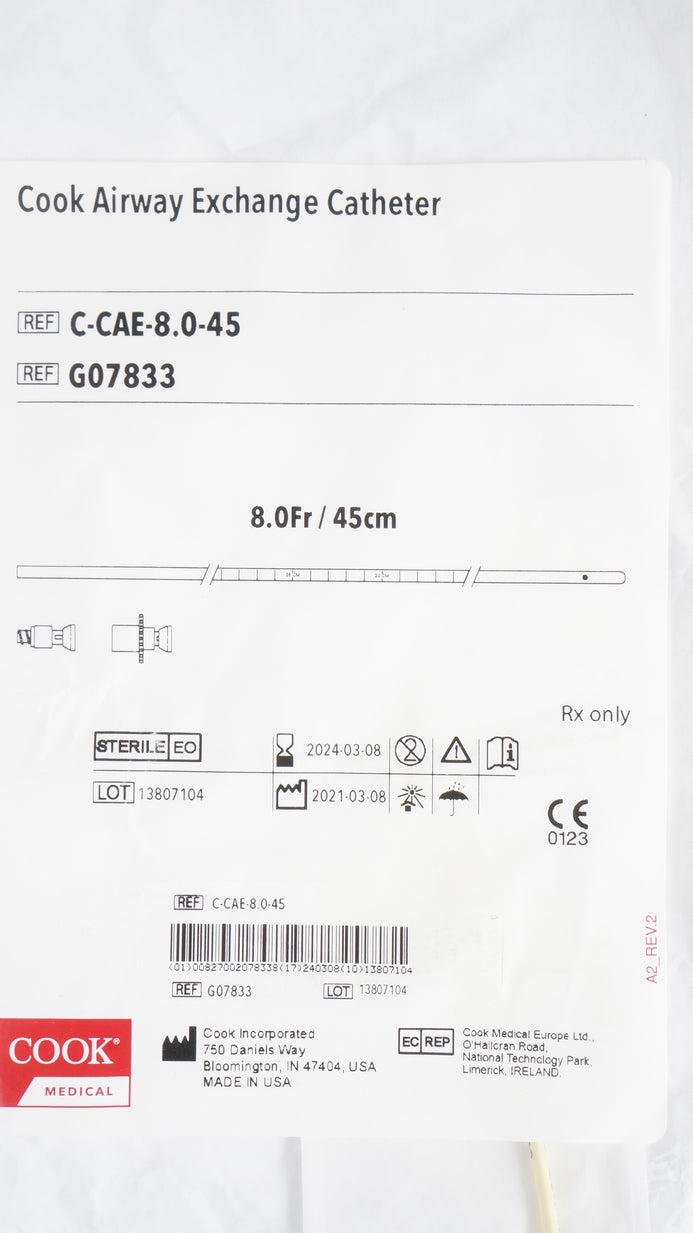 Cook Airway Exchange Catheter
REF C-CAE-8.0-45
REF G07833
8.0Fr / 45cm
22 CM
Rx only
STERILE EO 2024-03-08
LOT 13807104 2021-03-08
CE
0123
REF C-CAE-8.0-45
(01)00827002078338(17)240308(10)13807104
REF G07833 LOT 13807104
A2_REV.2
COOK®
MEDICAL
Cook Incorporated
750 Daniels Way
Bloomington, IN 47404, USA
MADE IN USA
EC REP
Cook Medical Europe Ltd.,
O'Halloran Road,
National Technology Park,
Limerick, IRELAND.